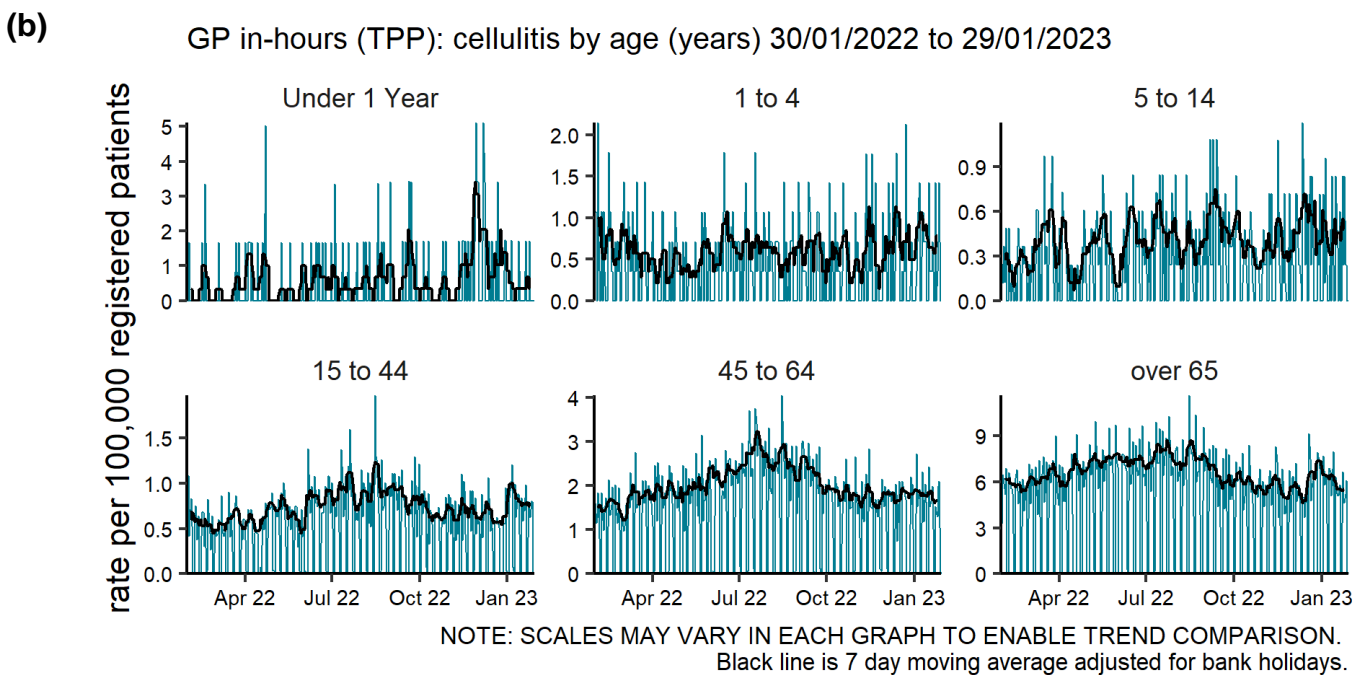 (b)
GP in-hours (TPP): cellulitis by age (years) 30/01/2022 to 29/01/2023
rate per 100,000 registered patients
Under 1 Year
5
4
3
2
1
0
1 to 4
2.0
1.5
1.0
0.5
0.0
5 to 14
0.9
0.6
0.3
0.0
15 to 44
1.5
1.0
0.5
0.0
Apr 22 Jul 22 Oct 22 Jan 23
45 to 64
4
3
2
1
0
Apr 22 Jul 22 Oct 22 Jan 23
over 65
9
6
3
0
Apr 22 Jul 22 Oct 22 Jan 23
NOTE: SCALES MAY VARY IN EACH GRAPH TO ENABLE TREND COMPARISON.
Black line is 7 day moving average adjusted for bank holidays.